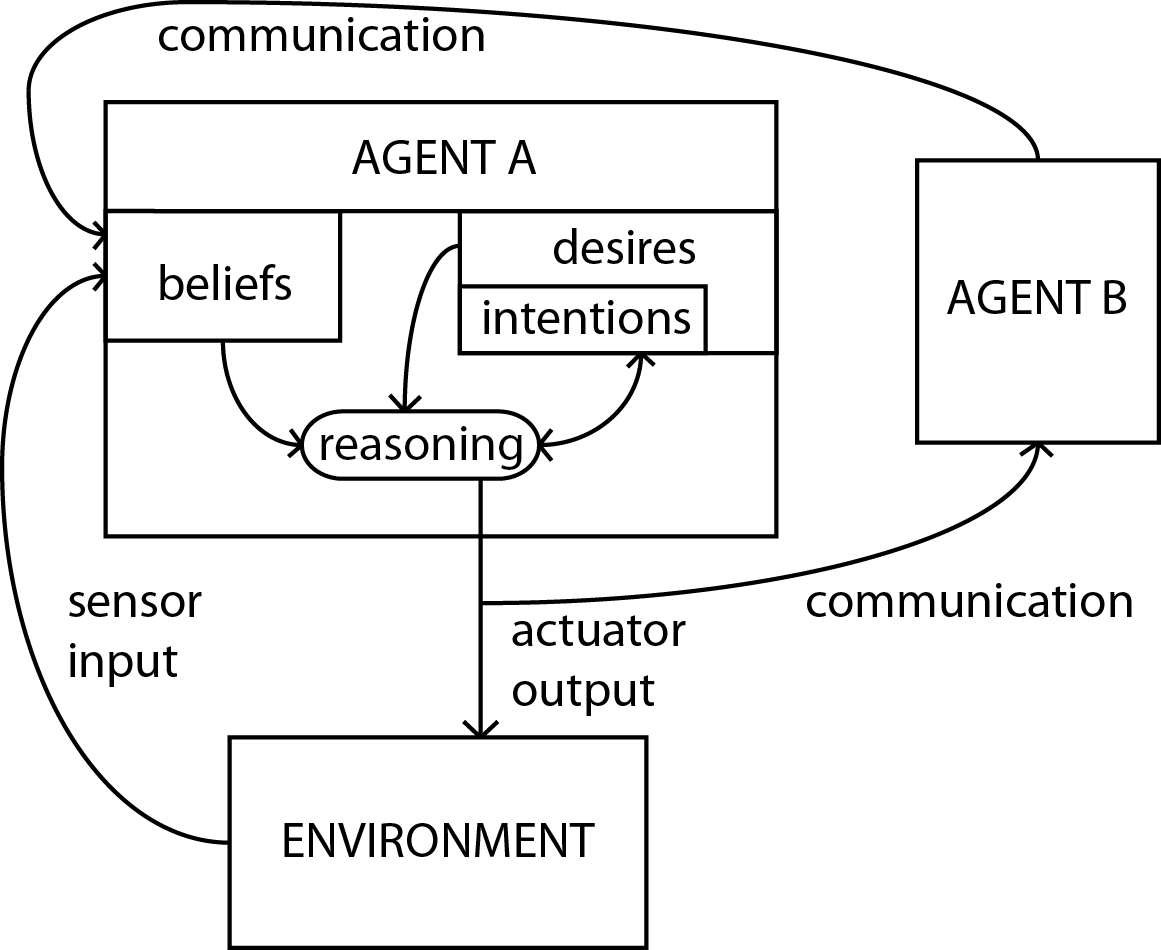 communication
AGENT A
desires
beliefs
intentions
AGENT B
reasoning
sensor
input
communication
actuator
output
ENVIRONMENT